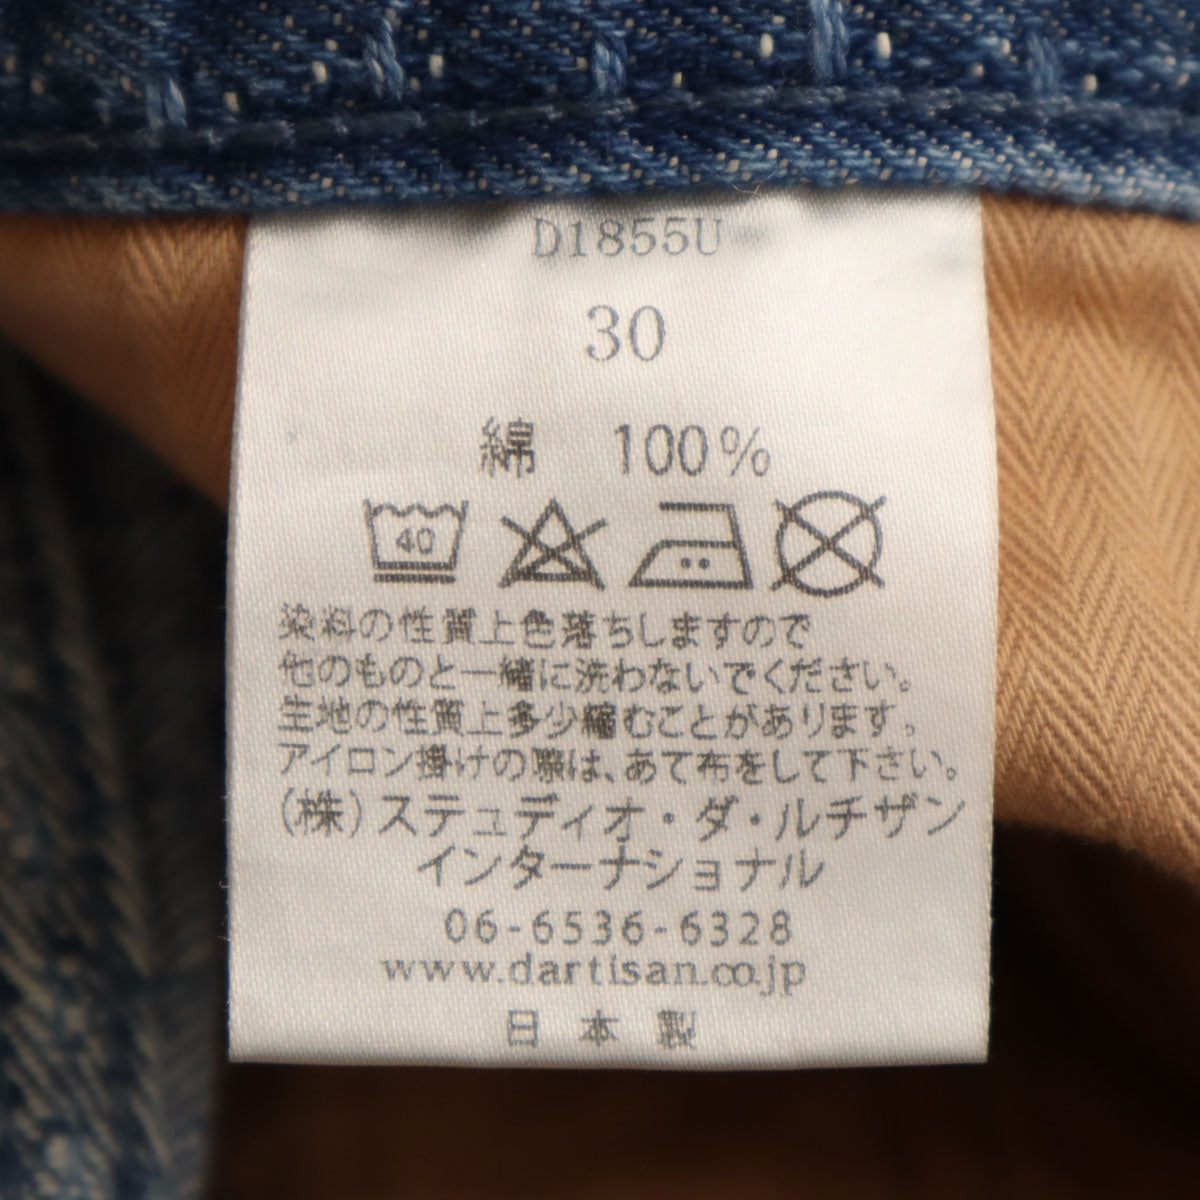 D1855U
30
綿 100%
40
染料の性質上色落ちしますので
他のものと一緒に洗わないでください。
生地の性質上多少縮むことがあります。
アイロン掛けの際は、あて布をして下さい。
(株)ステュディオ・ダ・ルチザン
インターナショナル
06-6536-6328
www.dartisan.co.jp
日本製